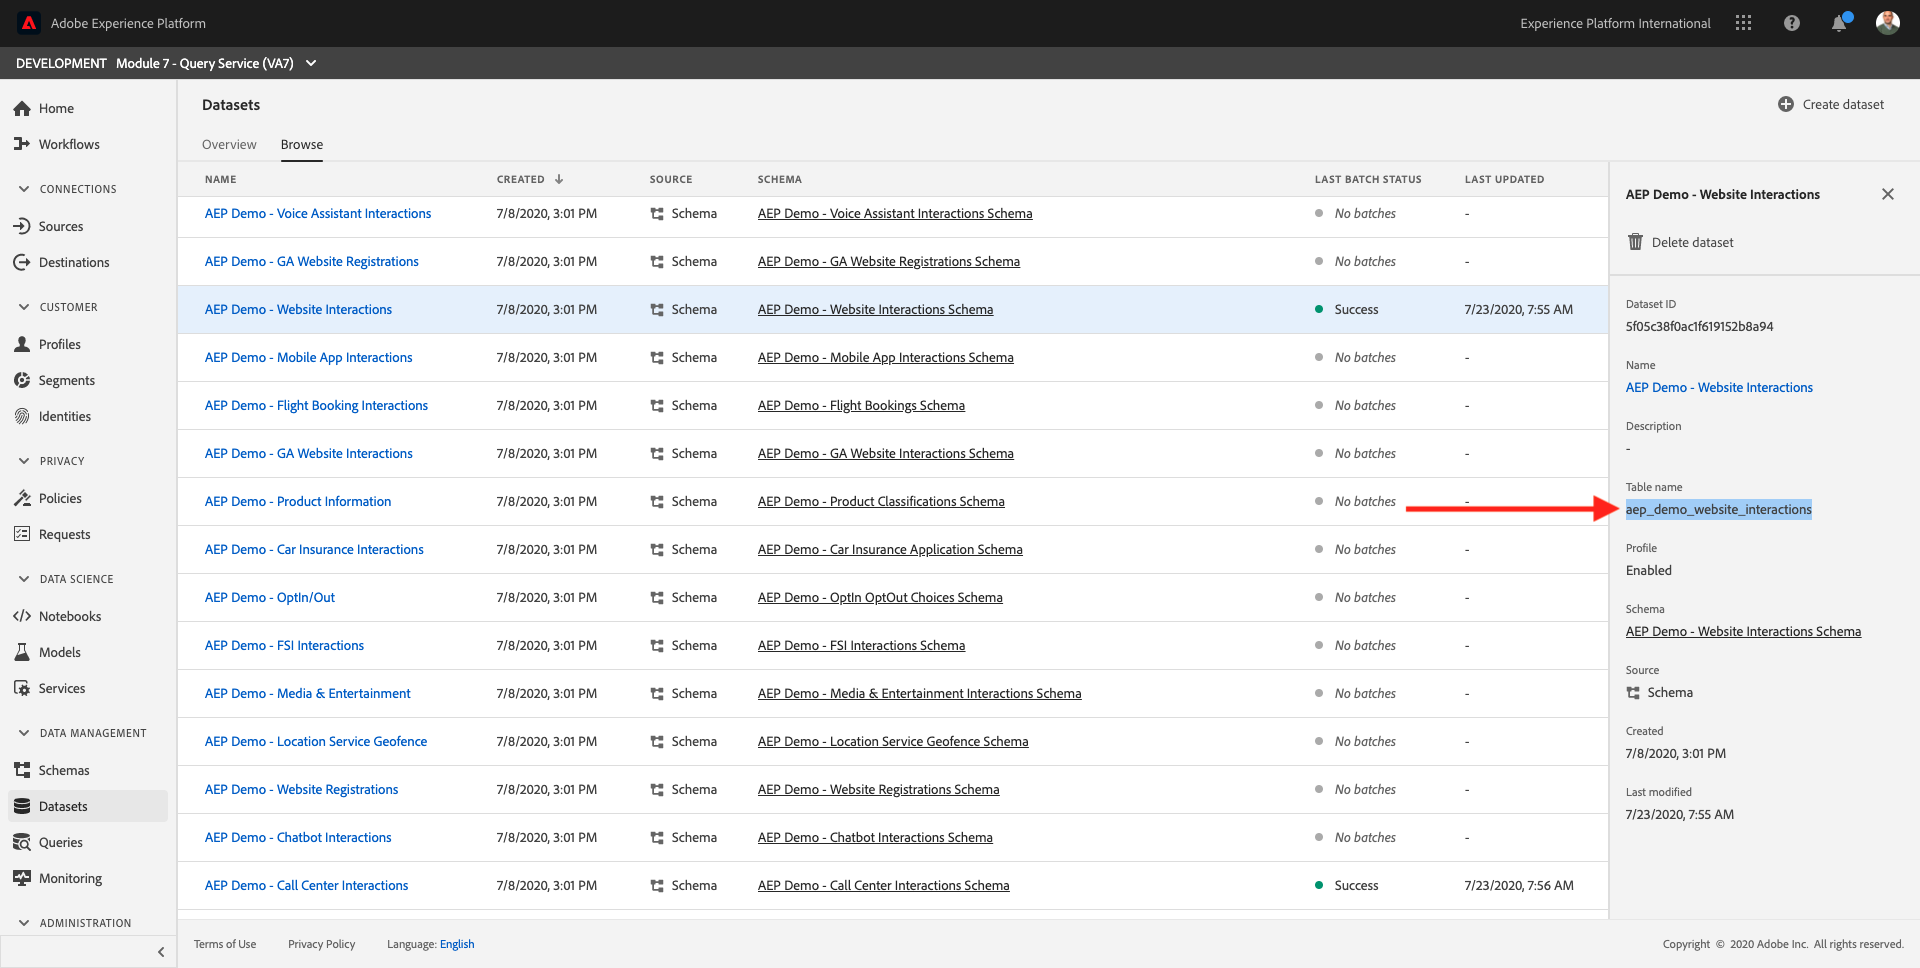 Adobe Experience Platform
Experience Platform International
DEVELOPMENT Module 7 - Query Service (VA7)
Home
Workflows
CONNECTIONS
Sources
Destinations
CUSTOMER
Profiles
Segments
Identities
PRIVACY
Policies
Requests
DATA SCIENCE
Notebooks
Models
Services
DATA MANAGEMENT
Schemas
Datasets
Queries
Monitoring
ADMINISTRATION
Datasets
Create dataset
Overview Browse
NAME CREATED SOURCE SCHEMA LAST BATCH STATUS LAST UPDATED
AEP Demo - Voice Assistant Interactions 7/8/2020, 3:01 PM Schema AEP Demo - Voice Assistant Interactions Schema No batches -
AEP Demo - GA Website Registrations 7/8/2020, 3:01 PM Schema AEP Demo - GA Website Registrations Schema No batches -
AEP Demo - Website Interactions 7/8/2020, 3:01 PM Schema AEP Demo - Website Interactions Schema Success 7/23/2020, 7:55 AM
AEP Demo - Mobile App Interactions 7/8/2020, 3:01 PM Schema AEP Demo - Mobile App Interactions Schema No batches -
AEP Demo - Flight Booking Interactions 7/8/2020, 3:01 PM Schema AEP Demo - Flight Bookings Schema No batches -
AEP Demo - GA Website Interactions 7/8/2020, 3:01 PM Schema AEP Demo - GA Website Interactions Schema No batches -
AEP Demo - Product Information 7/8/2020, 3:01 PM Schema AEP Demo - Product Classifications Schema No batches -
AEP Demo - Car Insurance Interactions 7/8/2020, 3:01 PM Schema AEP Demo - Car Insurance Application Schema No batches -
AEP Demo - OptIn/Out 7/8/2020, 3:01 PM Schema AEP Demo - OptIn OptOut Choices Schema No batches -
AEP Demo - FSI Interactions 7/8/2020, 3:01 PM Schema AEP Demo - FSI Interactions Schema No batches -
AEP Demo - Media & Entertainment 7/8/2020, 3:01 PM Schema AEP Demo - Media & Entertainment Interactions Schema No batches -
AEP Demo - Location Service Geofence 7/8/2020, 3:01 PM Schema AEP Demo - Location Service Geofence Schema No batches -
AEP Demo - Website Registrations 7/8/2020, 3:01 PM Schema AEP Demo - Website Registrations Schema No batches -
AEP Demo - Chatbot Interactions 7/8/2020, 3:01 PM Schema AEP Demo - Chatbot Interactions Schema No batches -
AEP Demo - Call Center Interactions 7/8/2020, 3:01 PM Schema AEP Demo - Call Center Interactions Schema Success 7/23/2020, 7:56 AM
AEP Demo - Website Interactions
Delete dataset
Dataset ID
5f05c38f0ac1f619152b8a94
Name
AEP Demo - Website Interactions
Description
-
Table name
aep_demo_website_interactions
Profile
Enabled
Schema
AEP Demo - Website Interactions Schema
Source
Schema
Created
7/8/2020, 3:01 PM
Last modified
7/23/2020, 7:55 AM
Terms of Use Privacy Policy Language: English
Copyright © 2020 Adobe Inc. All rights reserved.